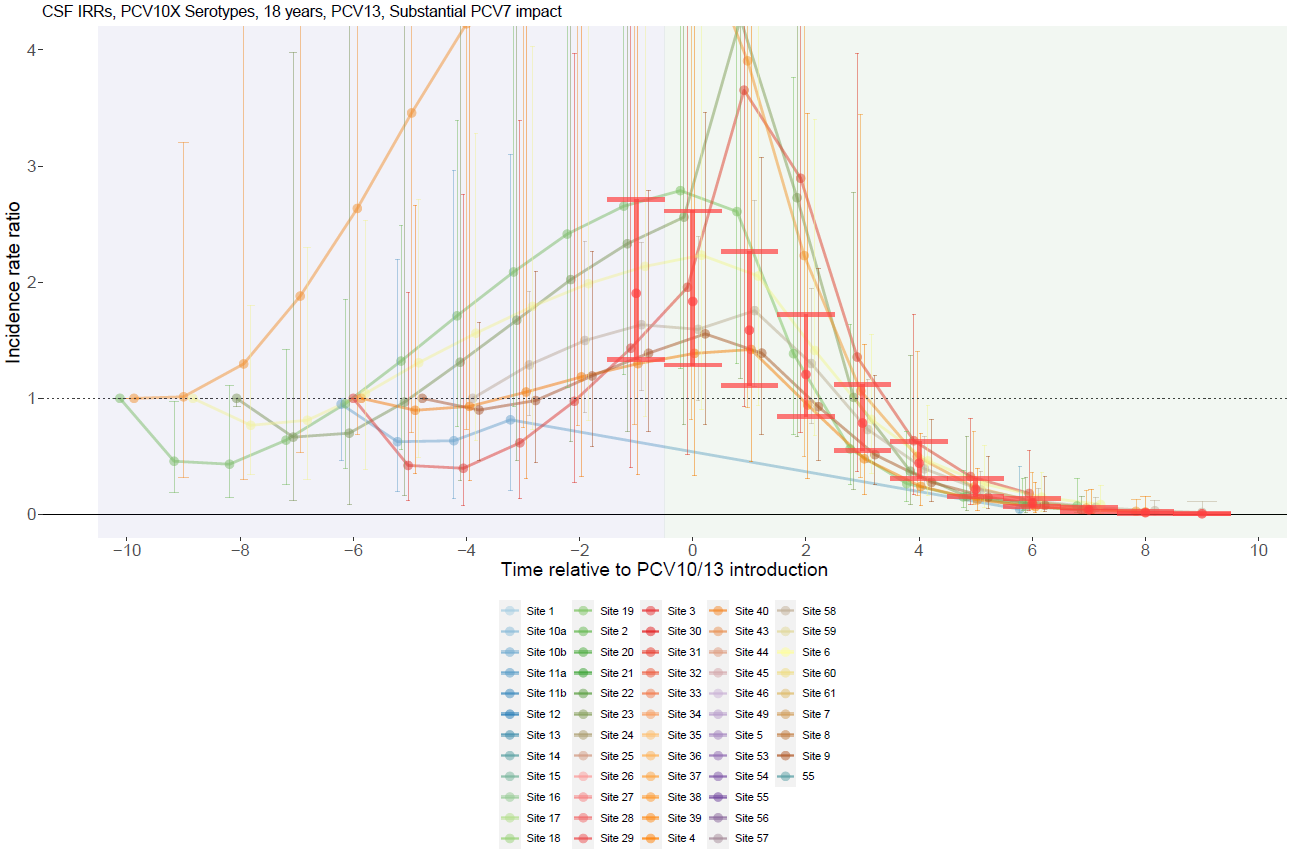 CSF IRRs, PCV10X Serotypes, 18 years, PCV13, Substantial PCV7 impact
Incidence rate ratio
4
3
2
1
0
−10 −8 −6 −4 −2 0 2 4 6 8 10
Time relative to PCV10/13 introduction
Site 1 Site 19 Site 3 Site 40 Site 58
Site 10a Site 2 Site 30 Site 43 Site 59
Site 10b Site 20 Site 31 Site 44 Site 6
Site 11a Site 21 Site 32 Site 45 Site 60
Site 11b Site 22 Site 33 Site 46 Site 61
Site 12 Site 23 Site 34 Site 49 Site 7
Site 13 Site 24 Site 35 Site 5 Site 8
Site 14 Site 25 Site 36 Site 53 Site 9
Site 15 Site 26 Site 37 Site 54 55
Site 16 Site 27 Site 38 Site 55
Site 17 Site 28 Site 39 Site 56
Site 18 Site 29 Site 4 Site 57